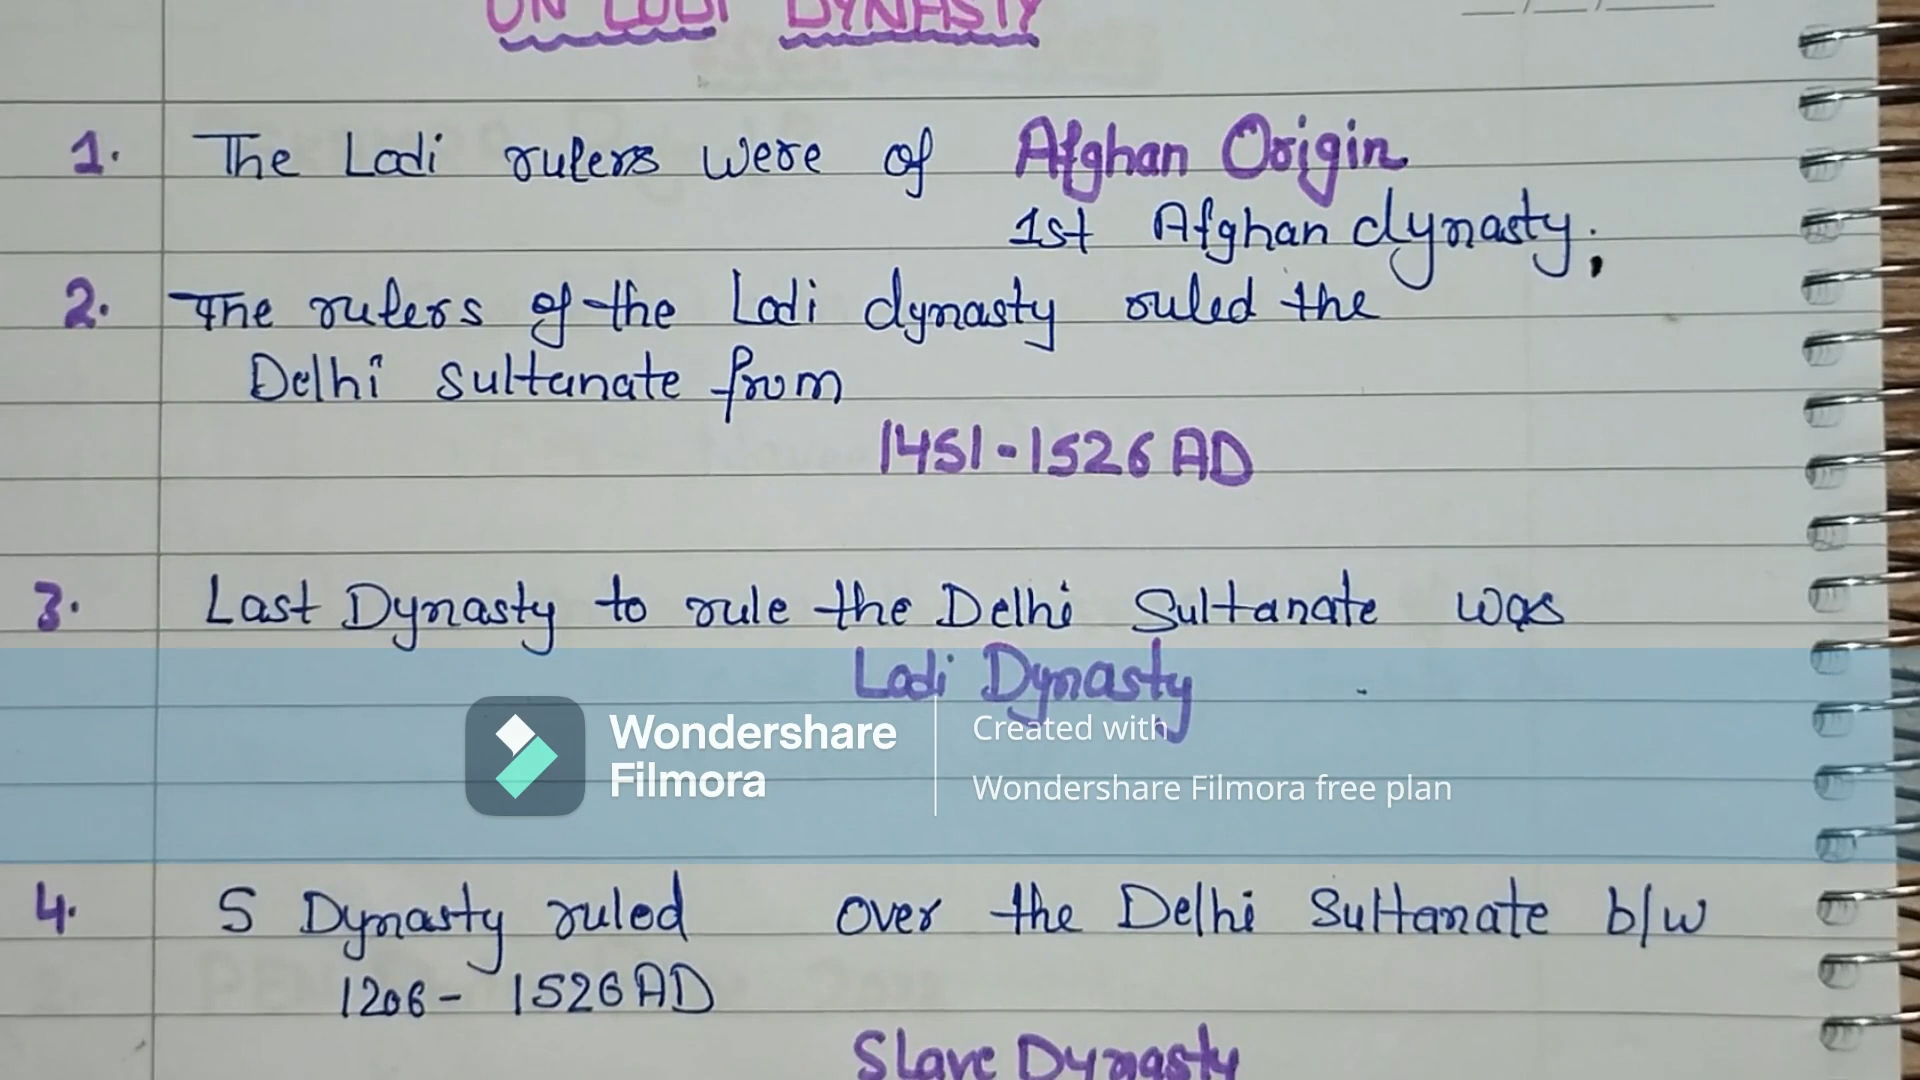 ON LODI DYNASTY
1. The Lodi rulers were of Afghan Origin
1st Afghan dynasty;
2. The rulers of the Lodi dynasty ruled the
Delhi sultanate from
1451-1526 AD
3. Last Dynasty to rule the Delhi Sultanate was
Lodi Dynasty
Wondershare
Filmora
Created with
Wondershare Filmora free plan
4. 5 Dynasty ruled over the Delhi Sultanate b/w
1206- 1526 AD
Slave Dynasty